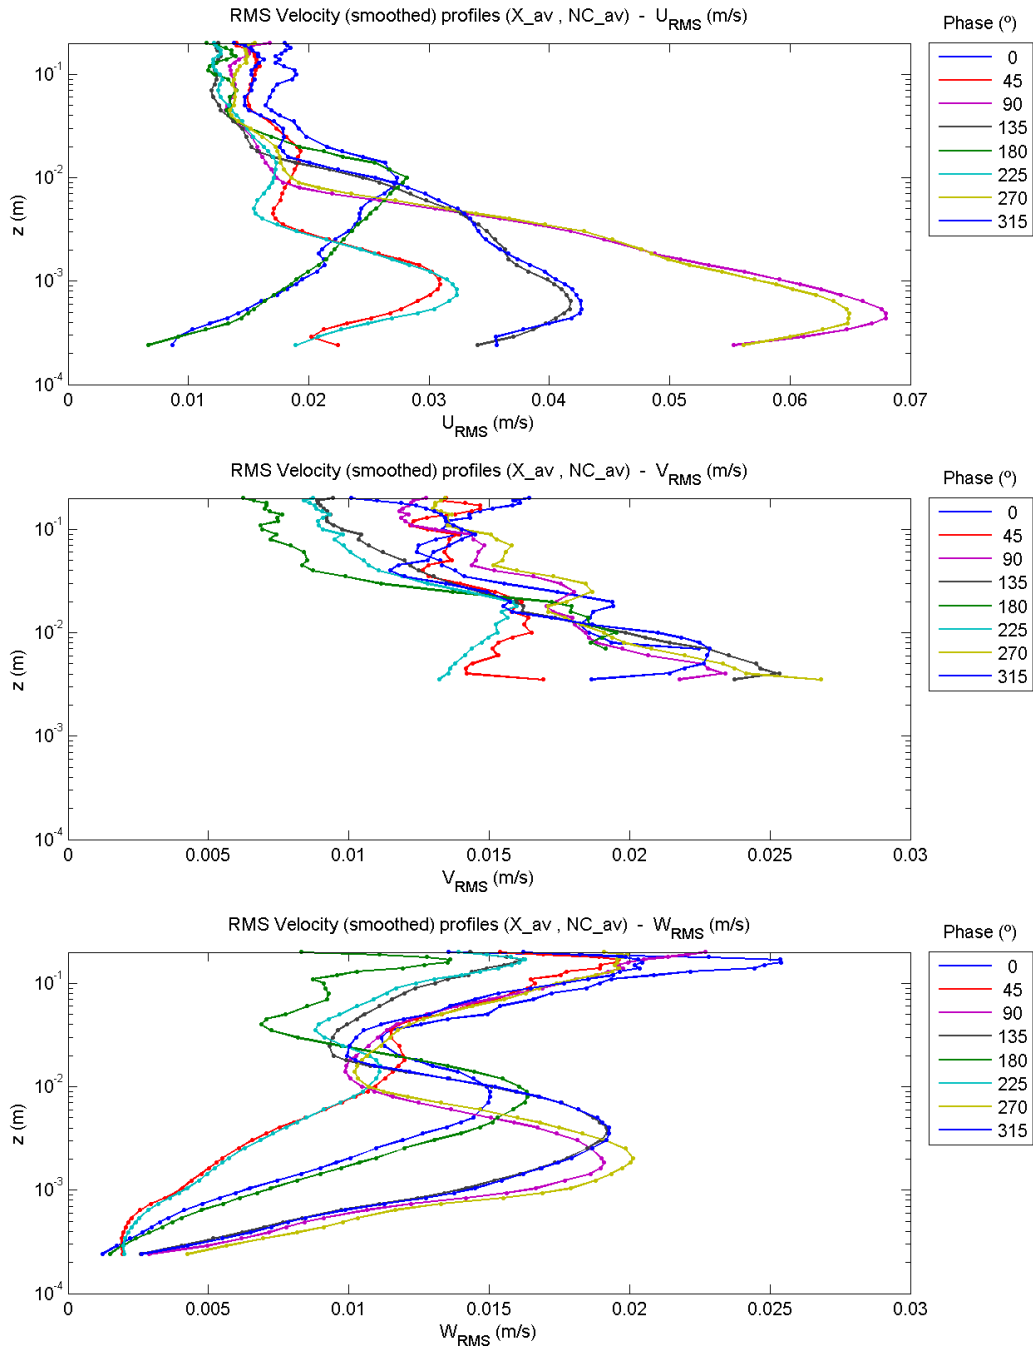 RMS Velocity (smoothed) profiles (X_av , NC_av) - U_RMS (m/s)
Phase (º)
0
45
90
135
180
225
270
315
10^-1
10^-2
10^-3
10^-4
z (m)
0 0.01 0.02 0.03 0.04 0.05 0.06 0.07
U_RMS (m/s)
RMS Velocity (smoothed) profiles (X_av , NC_av) - V_RMS (m/s)
Phase (º)
0
45
90
135
180
225
270
315
10^-1
10^-2
10^-3
10^-4
z (m)
0 0.005 0.01 0.015 0.02 0.025 0.03
V_RMS (m/s)
RMS Velocity (smoothed) profiles (X_av , NC_av) - W_RMS (m/s)
Phase (º)
0
45
90
135
180
225
270
315
10^-1
10^-2
10^-3
10^-4
z (m)
0 0.005 0.01 0.015 0.02 0.025 0.03
W_RMS (m/s)